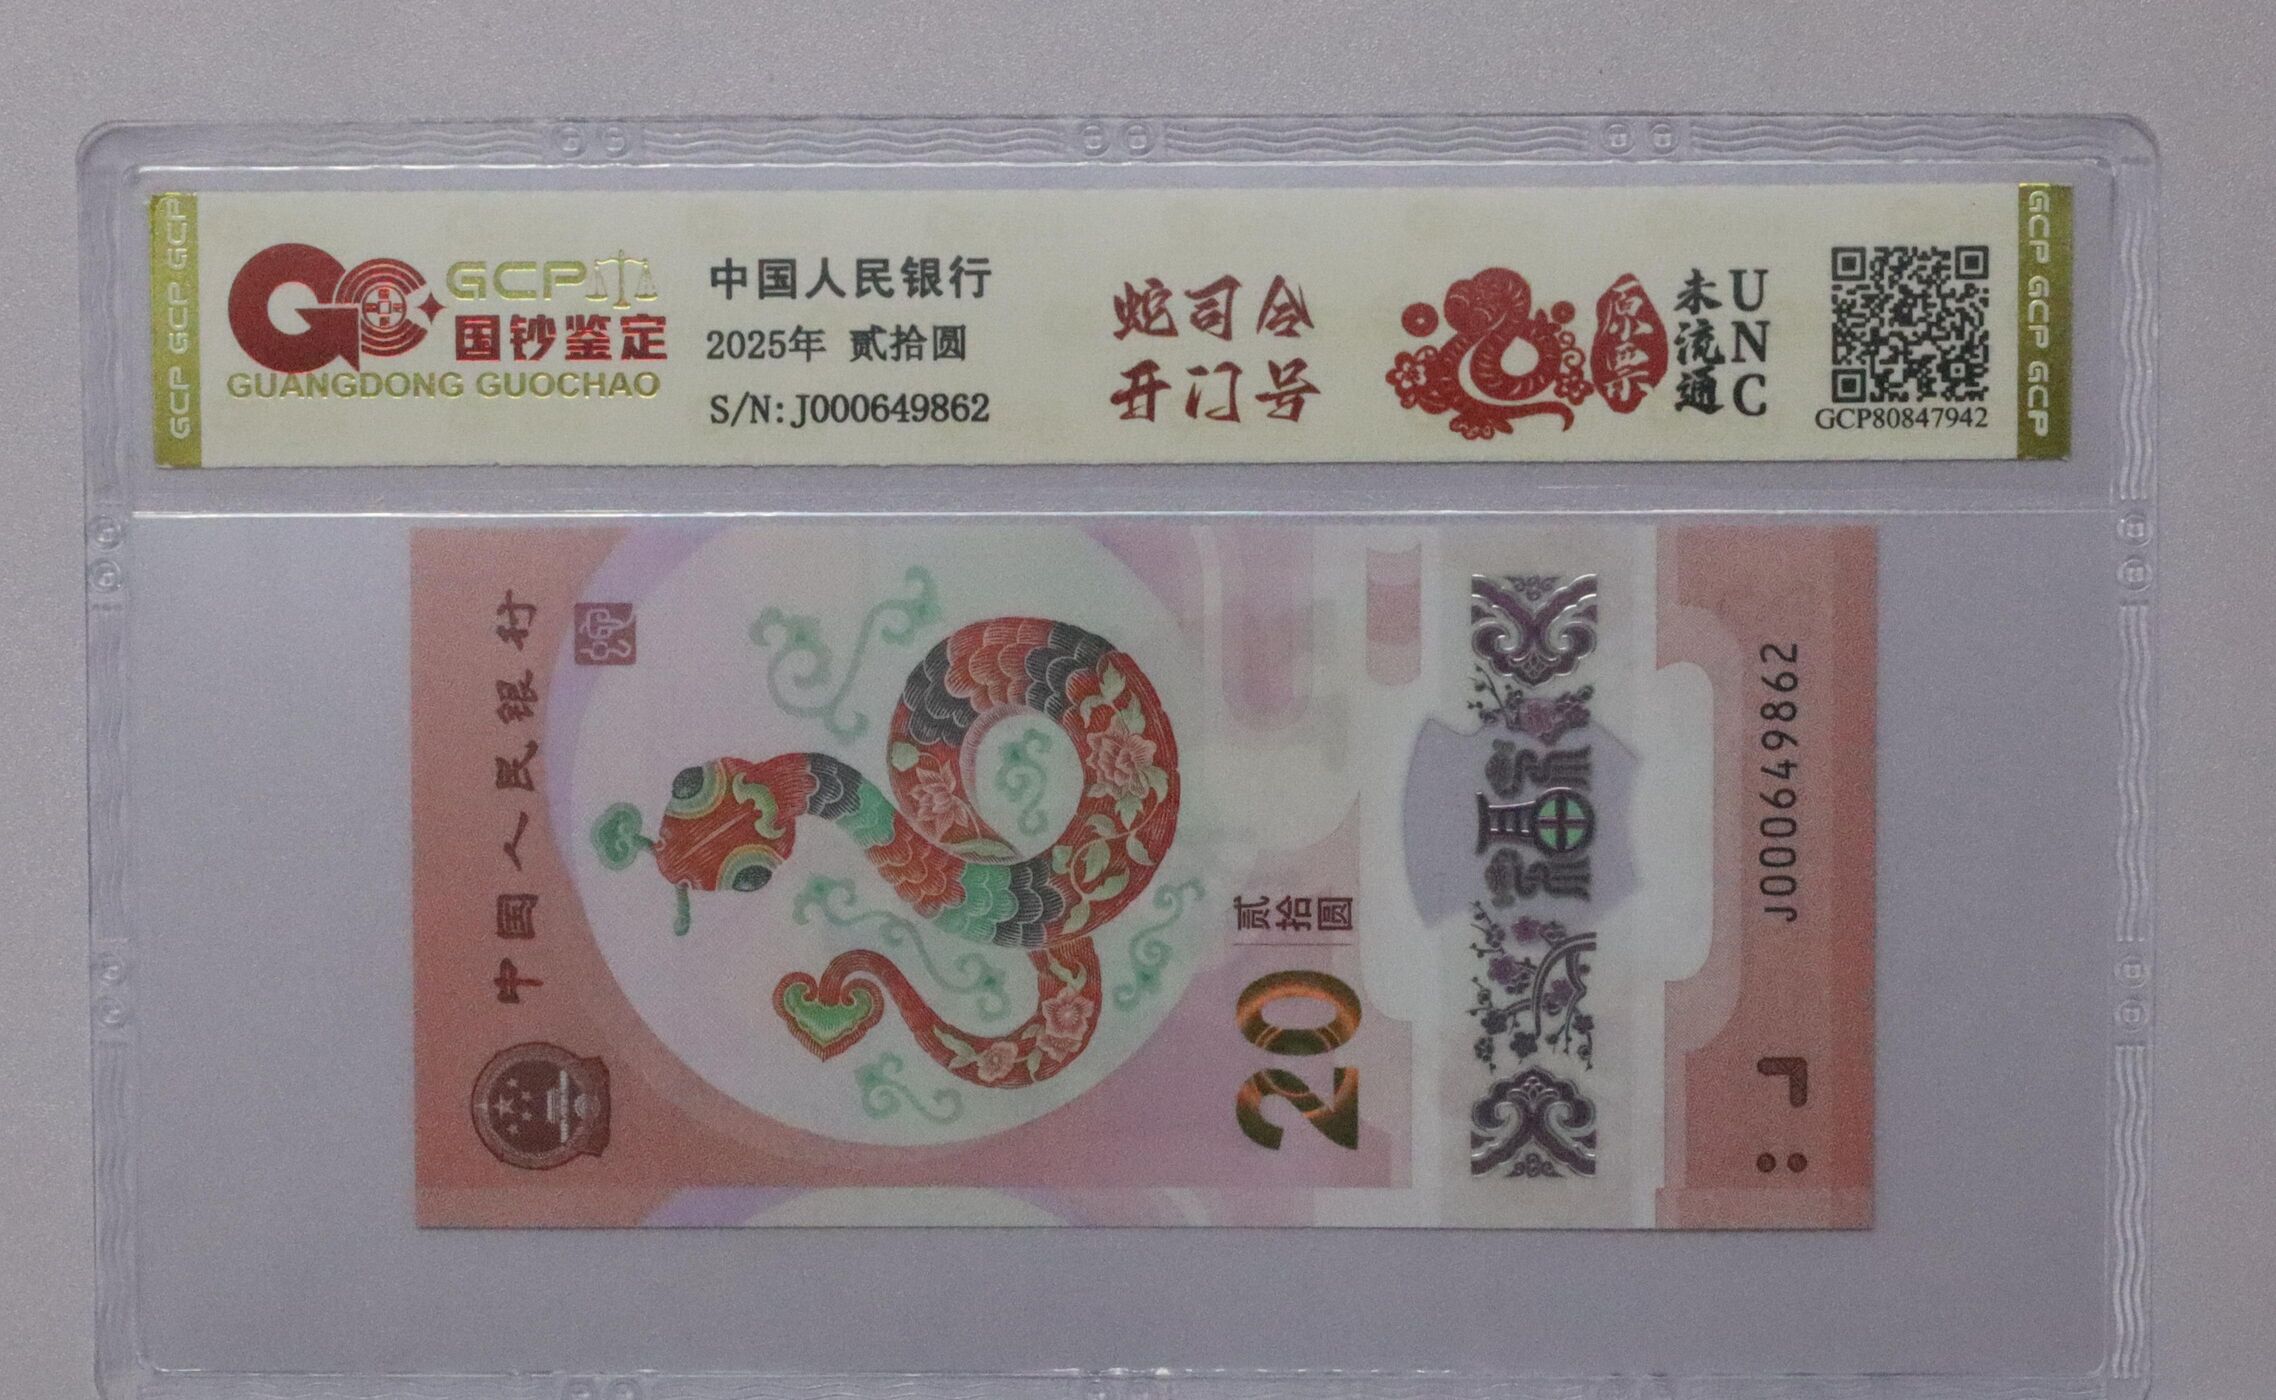 GCP GCP GCP
GCP
国钞鉴定
GUANGDONG GUOCHAO
中国人民银行
2025年 贰拾圆
S/N:J000649862
蛇司令
开门号
原票
未流通
UNC
GCP80847942
GCP GCP GCP
中国人民银行
蛇
20
贰拾圆
福
J000649862